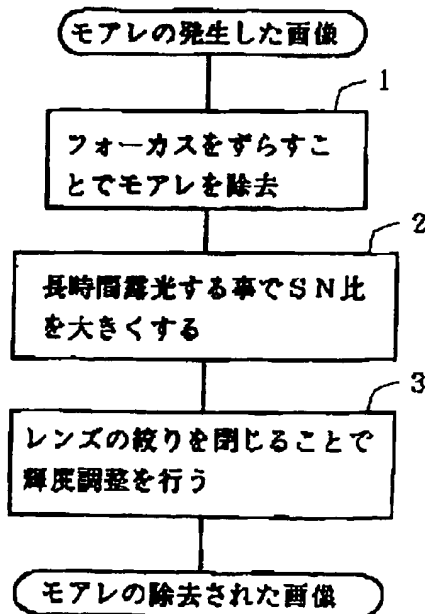 モアレの発生した画像
1
フォーカスをずらすこ
とでモアレを除去
2
長時間露光する事でSN比
を大きくする
3
レンズの絞りを閉じることで
輝度調整を行う
モアレの除去された画像